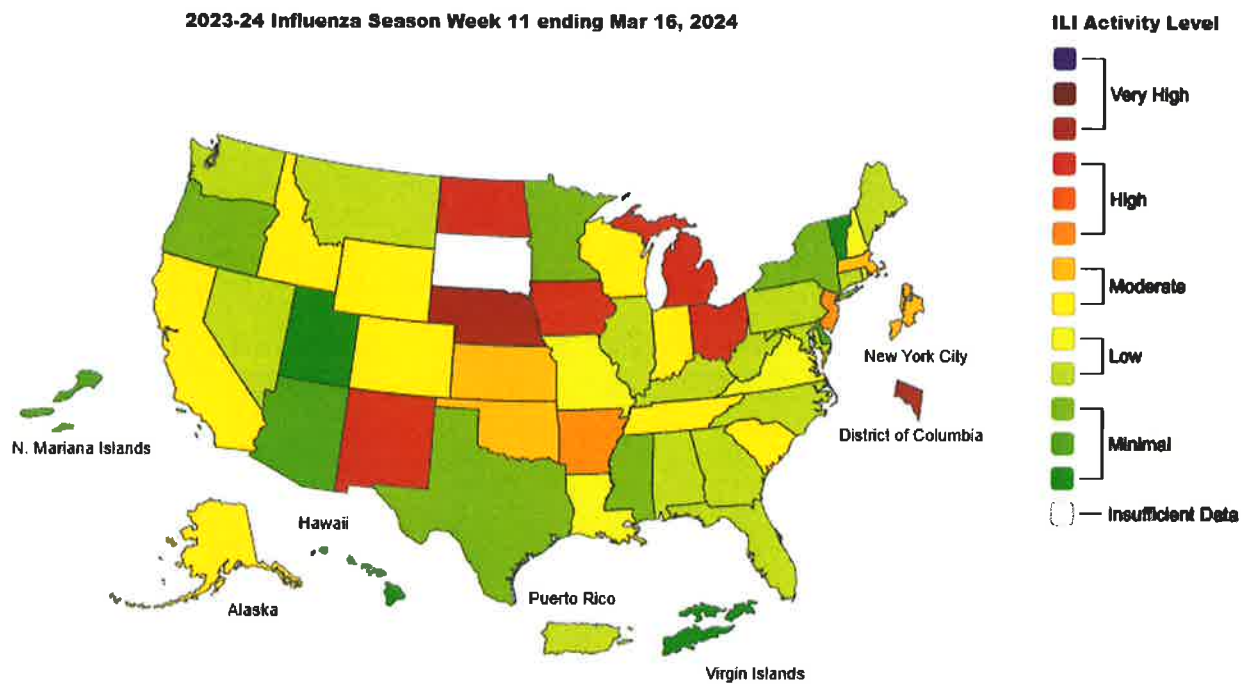 2023-24 Influenza Season Week 11 ending Mar 16, 2024
ILI Activity Level
Very High
High
Moderate
Low
Minimal
Insufficient Data
New York City
District of Columbia
N. Mariana Islands
Hawaii
Alaska
Puerto Rico
Virgin Islands